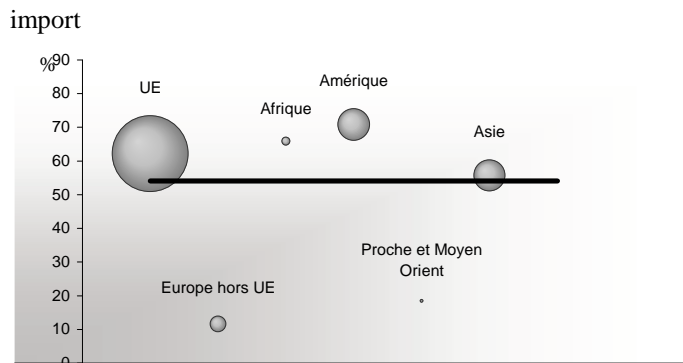 import
%
90
80
70
60
50
40
30
20
10
0
UE
Afrique
Amérique
Asie
Europe hors UE
Proche et Moyen
Orient